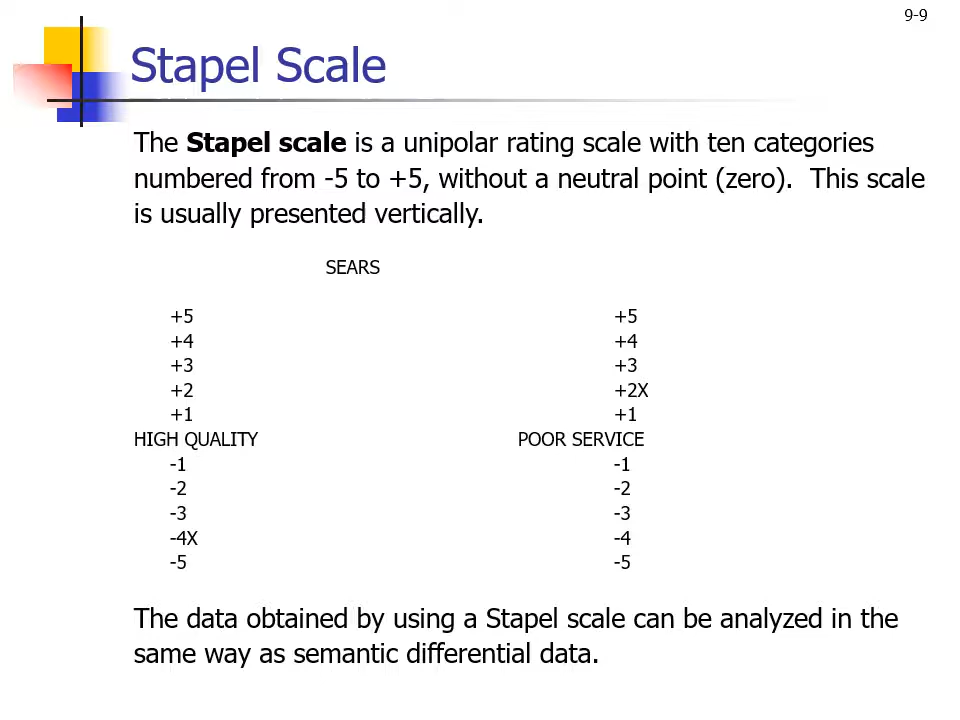 9-9
Stapel Scale
The Stapel scale is a unipolar rating scale with ten categories
numbered from -5 to +5, without a neutral point (zero). This scale
is usually presented vertically.
SEARS
+5 +5
+4 +4
+3 +3
+2 +2X
+1 +1
HIGH QUALITY POOR SERVICE
-1 -1
-2 -2
-3 -3
-4X -4
-5 -5
The data obtained by using a Stapel scale can be analyzed in the
same way as semantic differential data.